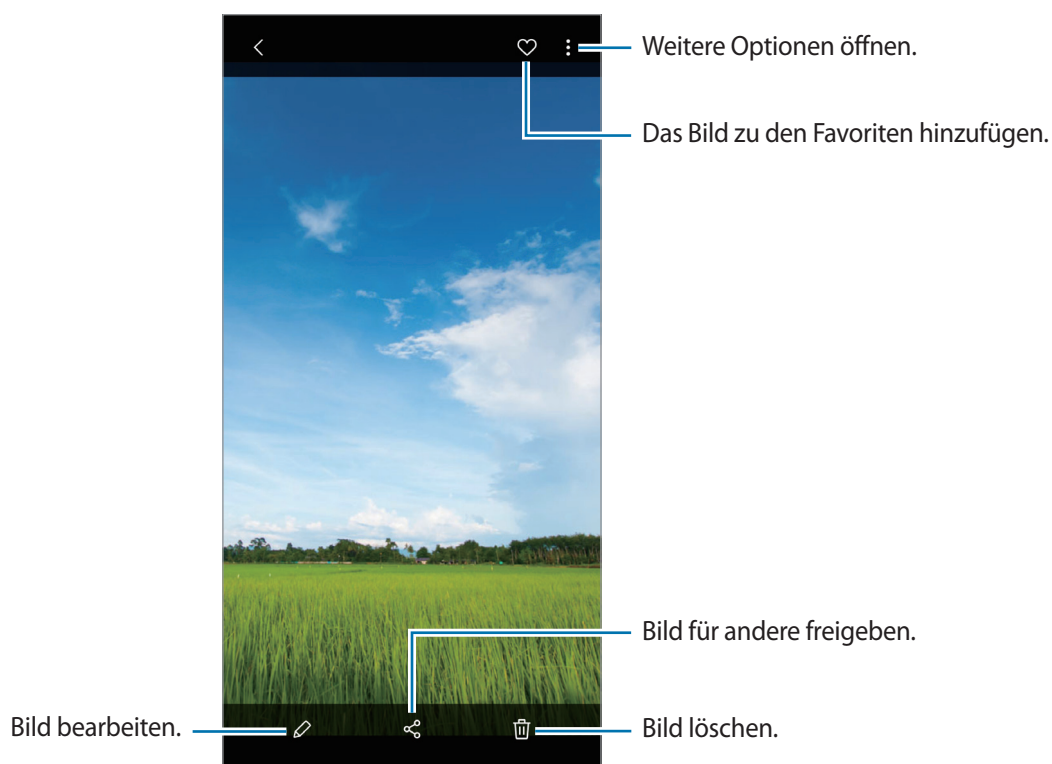 Weitere Optionen öffnen.
Das Bild zu den Favoriten hinzufügen.
Bild für andere freigeben.
Bild bearbeiten.
Bild löschen.